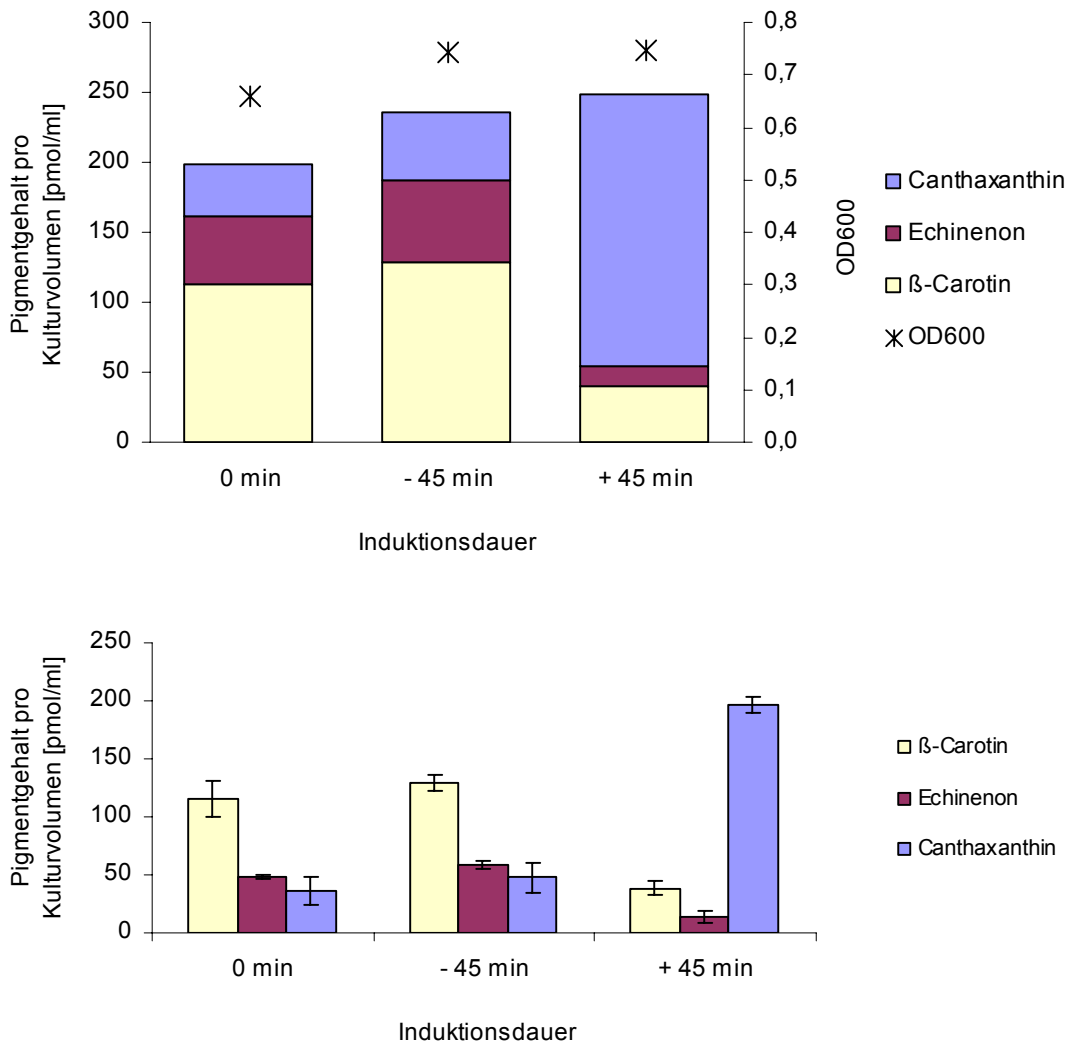 300
250
200
150
100
50
0
Pigmentgehalt pro
Kulturvolumen [pmol/ml]
0,8
0,7
0,6
0,5
0,4
0,3
0,2
0,1
0,0
OD600
0 min
- 45 min
+ 45 min
Induktionsdauer
Canthaxanthin
Echinenon
ß-Carotin
OD600
250
200
150
100
50
0
Pigmentgehalt pro
Kulturvolumen [pmol/ml]
0 min
- 45 min
+ 45 min
Induktionsdauer
ß-Carotin
Echinenon
Canthaxanthin